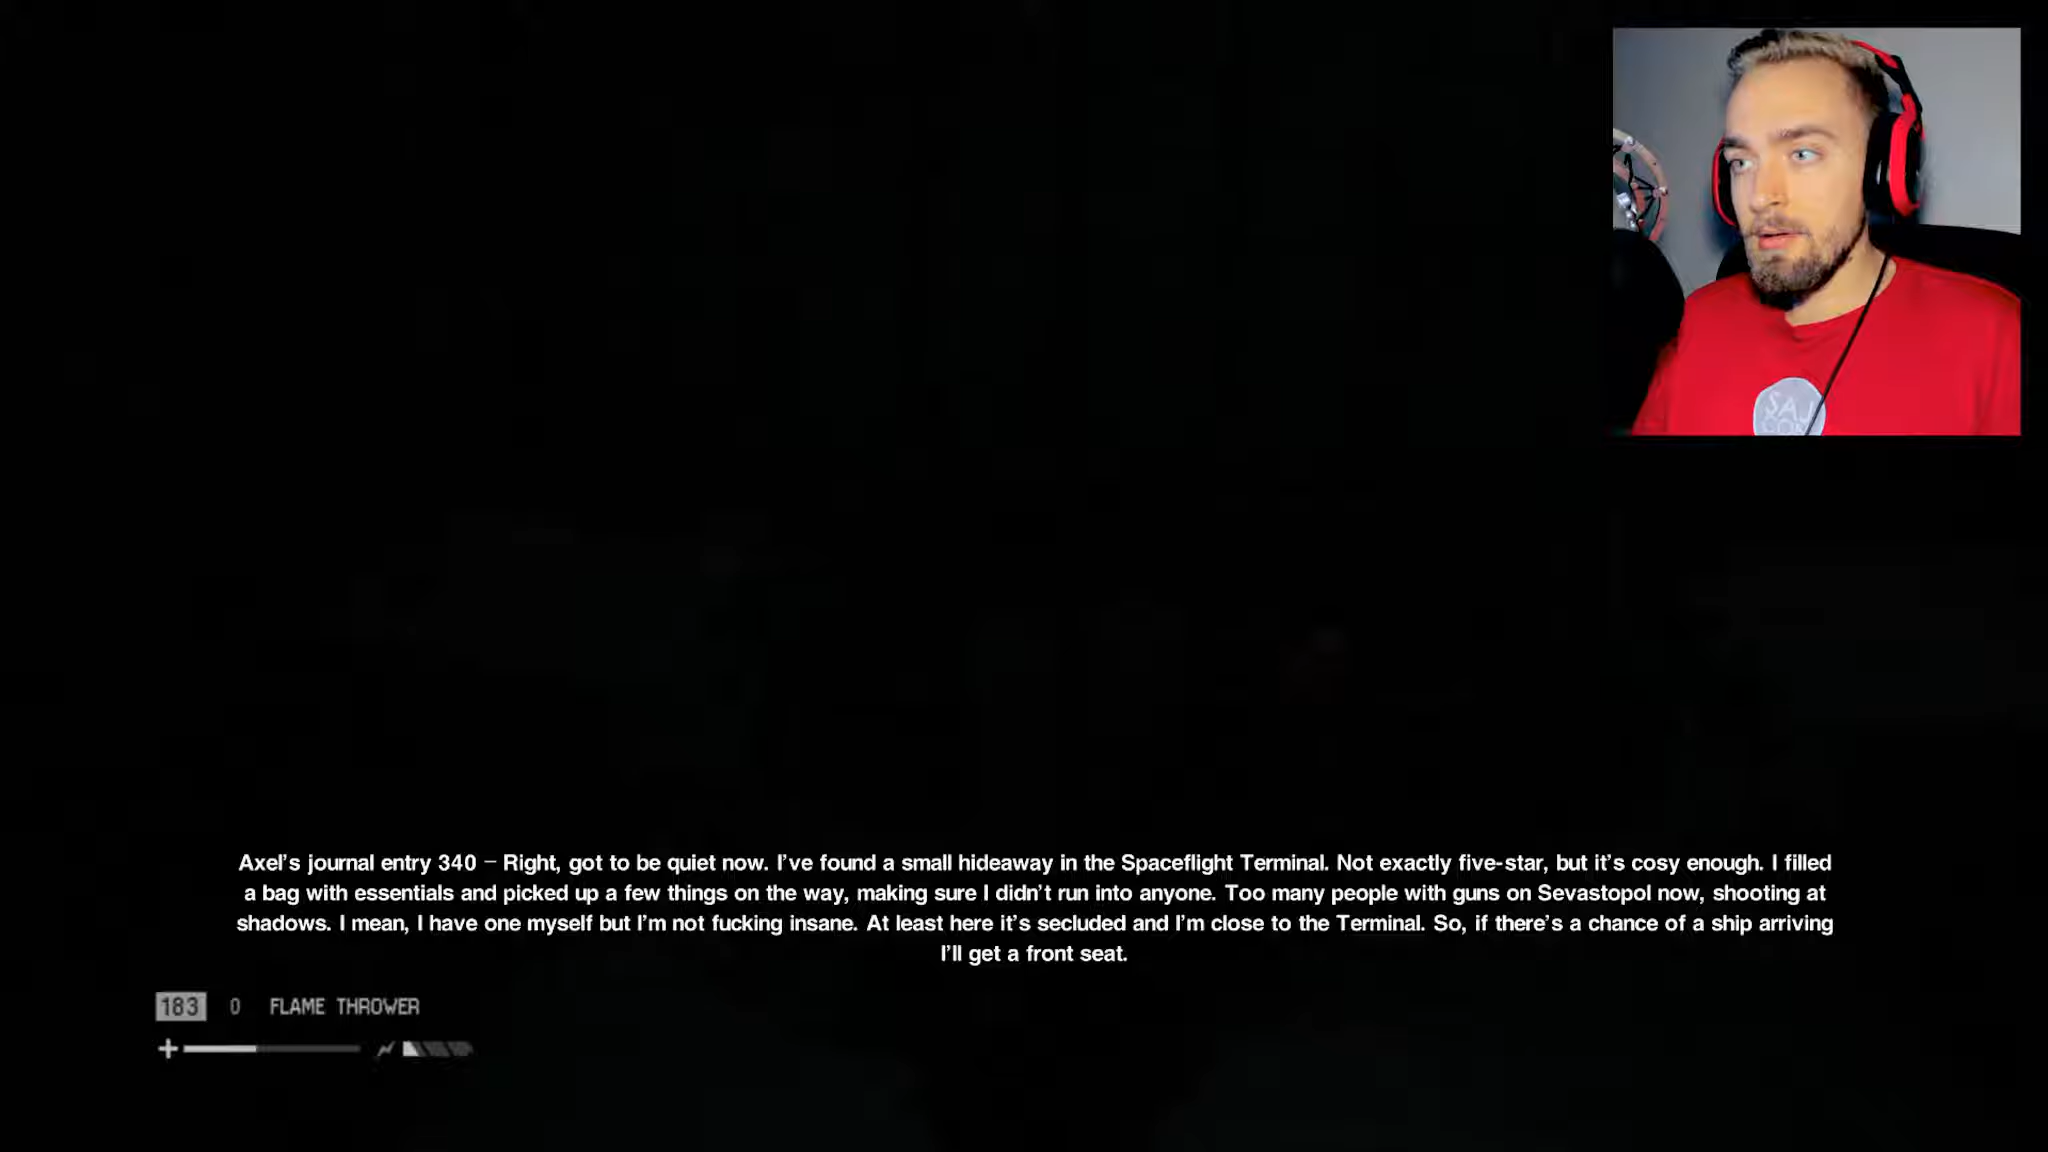 SAJ
Axel's journal entry 340 – Right, got to be quiet now. I've found a small hideaway in the Spaceflight Terminal. Not exactly five-star, but it's cosy enough. I filled
a bag with essentials and picked up a few things on the way, making sure I didn't run into anyone. Too many people with guns on Sevastopol now, shooting at
shadows. I mean, I have one myself but I'm not fucking insane. At least here it's secluded and I'm close to the Terminal. So, if there's a chance of a ship arriving
I'll get a front seat.
183 0 FLAME THROWER